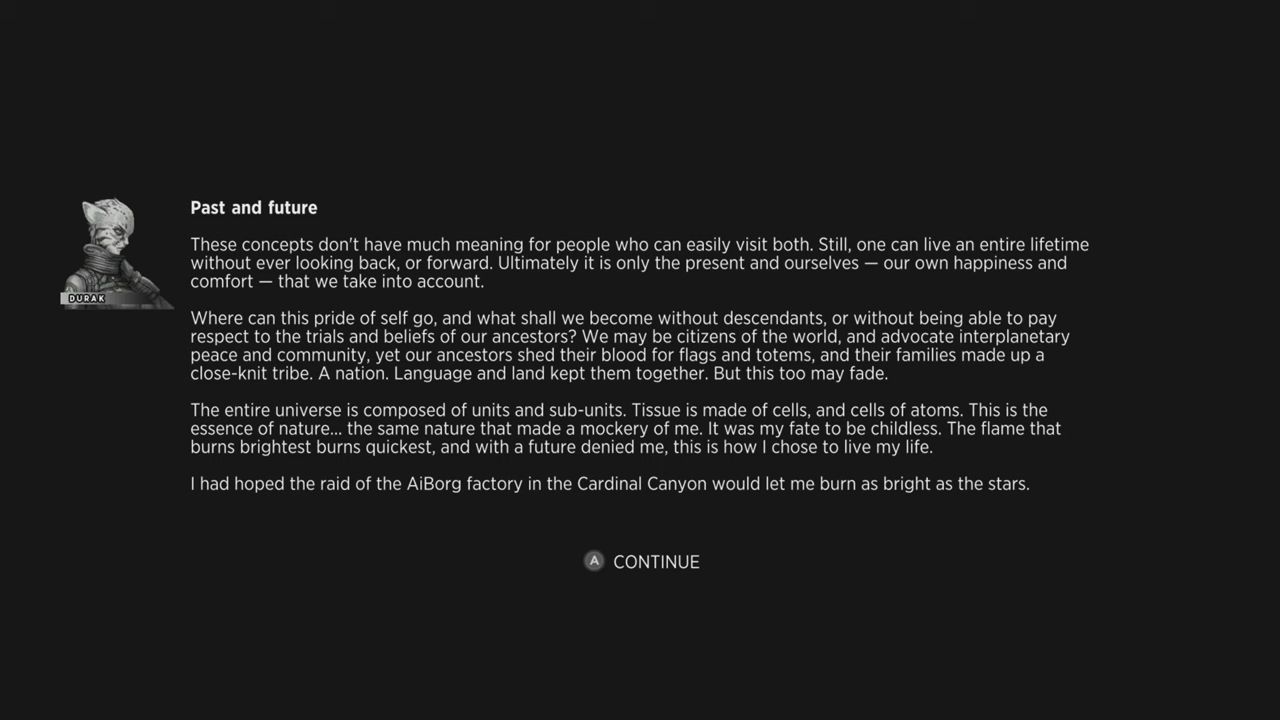 Past and future
These concepts don't have much meaning for people who can easily visit both. Still, one can live an entire lifetime
without ever looking back, or forward. Ultimately it is only the present and ourselves — our own happiness and
comfort — that we take into account.
DURAK
Where can this pride of self go, and what shall we become without descendants, or without being able to pay
respect to the trials and beliefs of our ancestors? We may be citizens of the world, and advocate interplanetary
peace and community, yet our ancestors shed their blood for flags and totems, and their families made up a
close-knit tribe. A nation. Language and land kept them together. But this too may fade.
The entire universe is composed of units and sub-units. Tissue is made of cells, and cells of atoms. This is the
essence of nature... the same nature that made a mockery of me. It was my fate to be childless. The flame that
burns brightest burns quickest, and with a future denied me, this is how I chose to live my life.
I had hoped the raid of the AiBorg factory in the Cardinal Canyon would let me burn as bright as the stars.
A CONTINUE